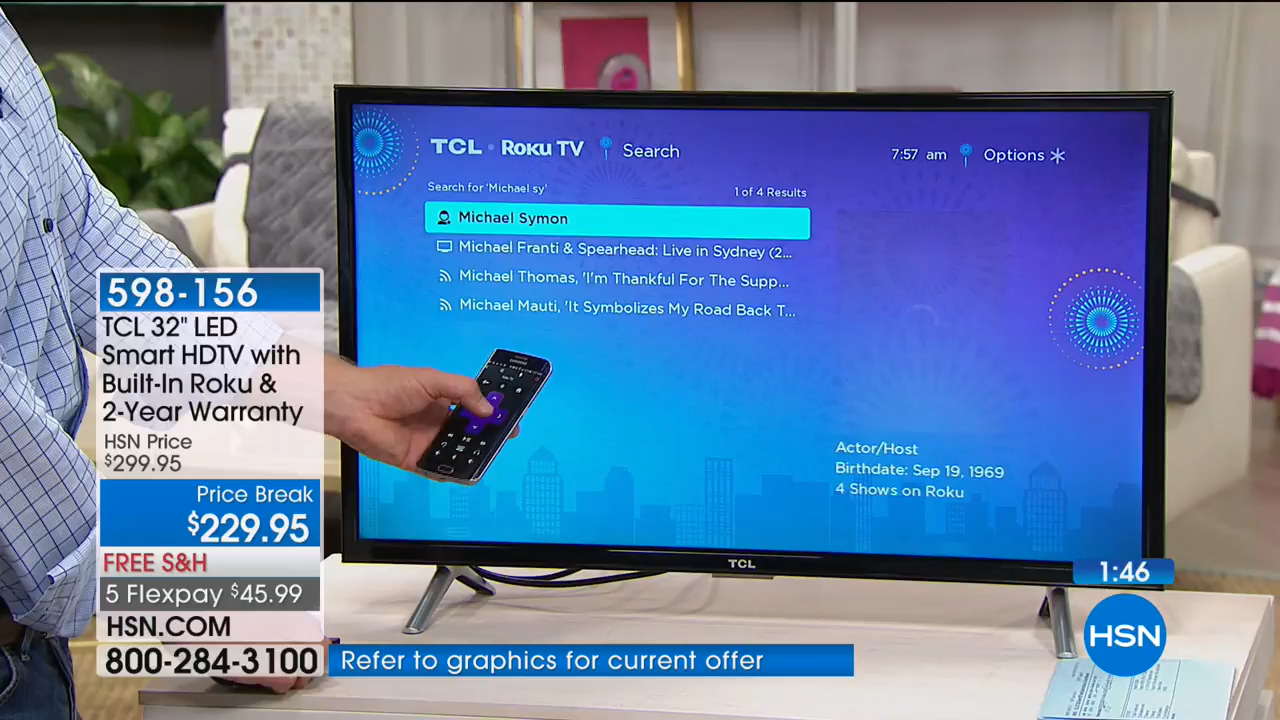 TCL • Roku TV
Search
7:57 am
Options
Search for 'Michael sy'
1 of 4 Results
Michael Symon
Michael Franti & Spearhead: Live in Sydney (2...
Michael Thomas, 'I'm Thankful For The Supp...
Michael Mauti, 'It Symbolizes My Road Back T...
Actor/Host
Birthdate: Sep 19, 1969
4 Shows on Roku
TCL
SAMSUNG
598-156
TCL 32" LED
Smart HDTV with
Built-In Roku &
2-Year Warranty
HSN Price
$299.95
Price Break
$229.95
FREE S&H
5 Flexpay $45.99
HSN.COM
800-284-3100
Refer to graphics for current offer
1:46
HSN